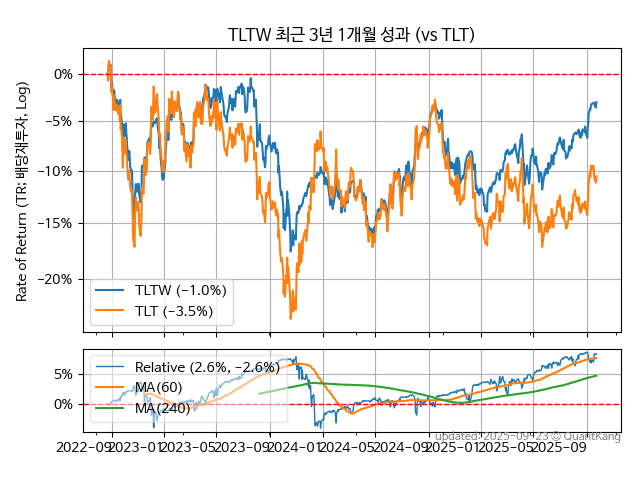 TLTW 최근 3년 1개월 성과 (vs TLT)
Rate of Return (TR: 배당재투자, Log)
0%
−5%
−10%
−15%
−20%
TLTW (−1.0%)
TLT (−3.5%)
5%
0%
Relative (2.6%, −2.6%)
MA(60)
MA(240)
2022−09
2023−01
2023−05
2023−09
2024−01
2024−05
2024−09
2025−01
2025−05
2025−09
updated: 2025−09−23 © QuantKang